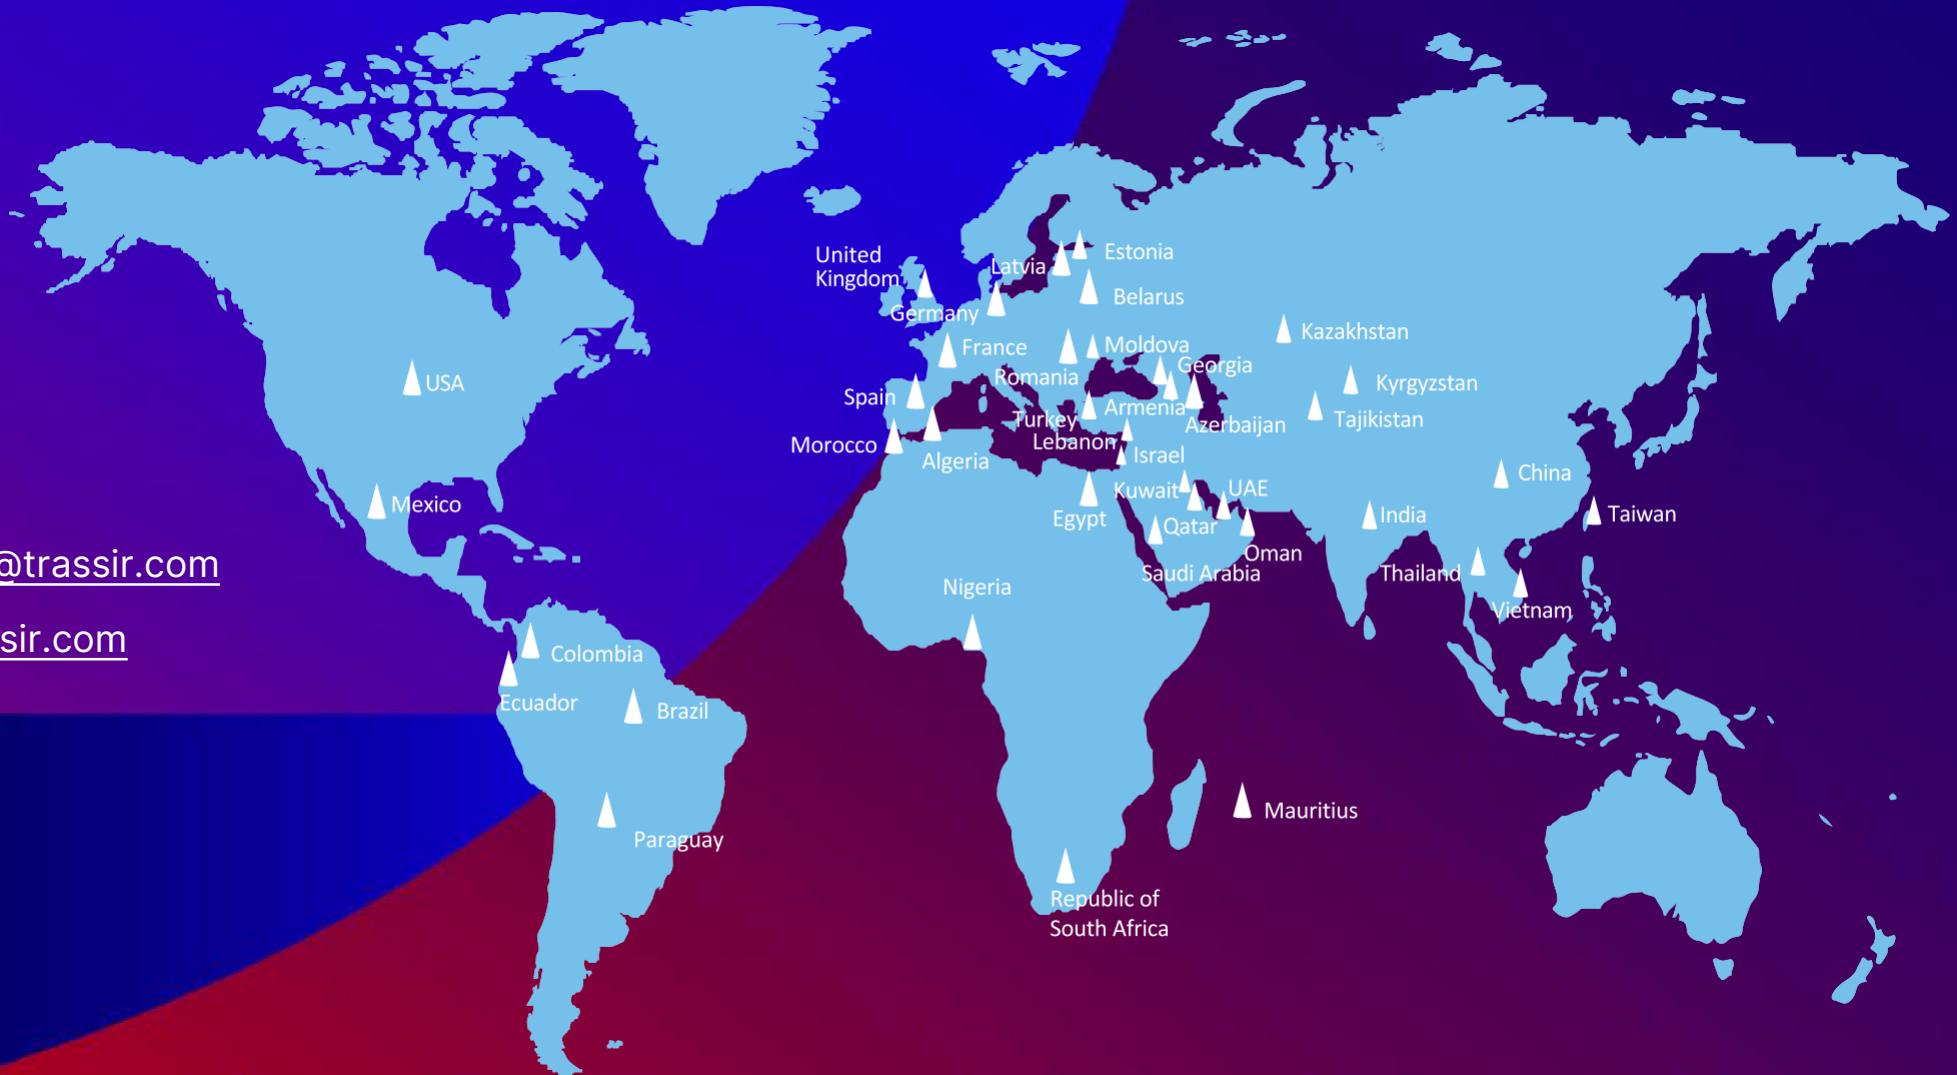 @trassir.com
sir.com
USA
Mexico
Colombia
Ecuador
Brazil
Paraguay
United
Kingdom
Latvia
Estonia
Belarus
Germany
France
Moldova
Romania
Georgia
Spain
Turkey
Armenia
Azerbaijan
Morocco
Algeria
Lebanon
Israel
Kuwait
UAE
Egypt
Qatar
Oman
Saudi Arabia
Nigeria
Kazakhstan
Kyrgyzstan
Tajikistan
China
India
Taiwan
Thailand
Vietnam
Mauritius
Republic of
South Africa